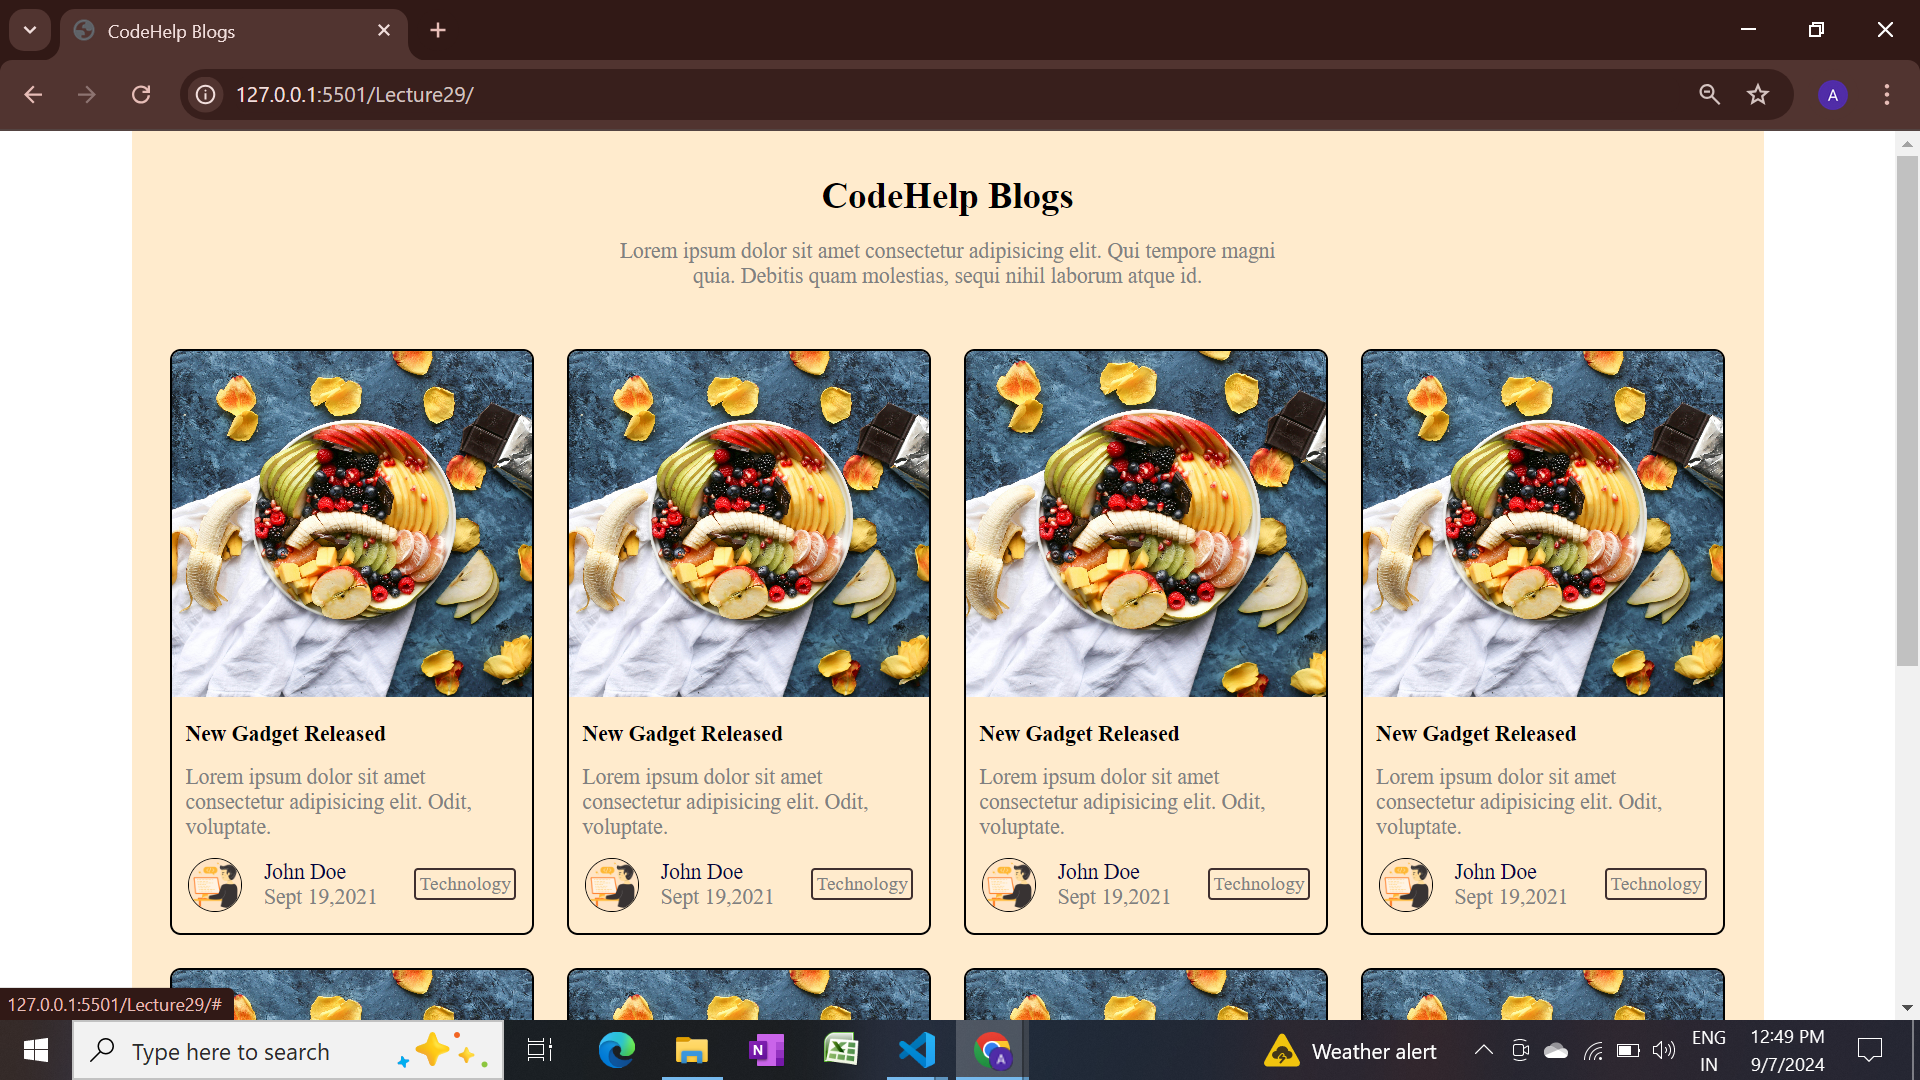 CodeHelp Blogs
127.0.0.1:5501/Lecture29/
A
CodeHelp Blogs
Lorem ipsum dolor sit amet consectetur adipisicing elit. Qui tempore magni
quia. Debitis quam molestias, sequi nihil laborum atque id.
New Gadget Released
Lorem ipsum dolor sit amet
consectetur adipisicing elit. Odit,
voluptate.
John Doe
Sept 19,2021
Technology
New Gadget Released
Lorem ipsum dolor sit amet
consectetur adipisicing elit. Odit,
voluptate.
John Doe
Sept 19,2021
Technology
New Gadget Released
Lorem ipsum dolor sit amet
consectetur adipisicing elit. Odit,
voluptate.
John Doe
Sept 19,2021
Technology
New Gadget Released
Lorem ipsum dolor sit amet
consectetur adipisicing elit. Odit,
voluptate.
John Doe
Sept 19,2021
Technology
127.0.0.1:5501/Lecture29/#
Type here to search
N
A
Weather alert
ENG
IN
12:49 PM
9/7/2024